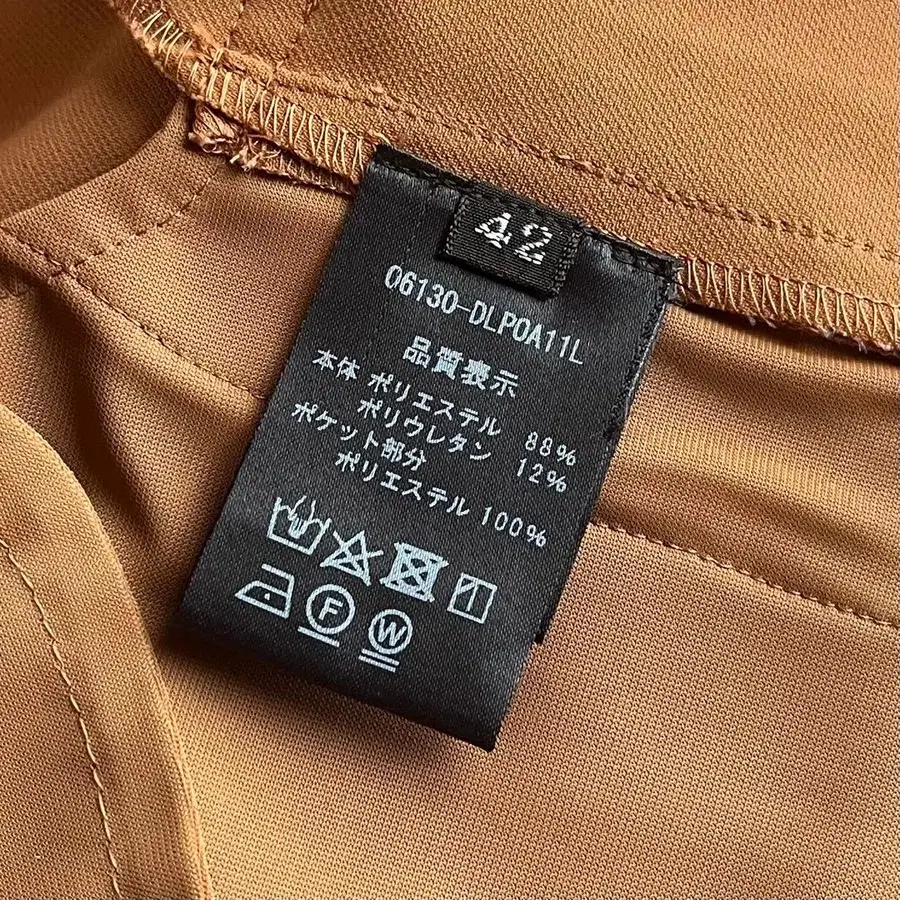 42
06130-DLP0A11L
品質表示
本体 ポリエステル 88%
ポリウレタン 12%
ポケット部分
ポリエステル 100%
F
W